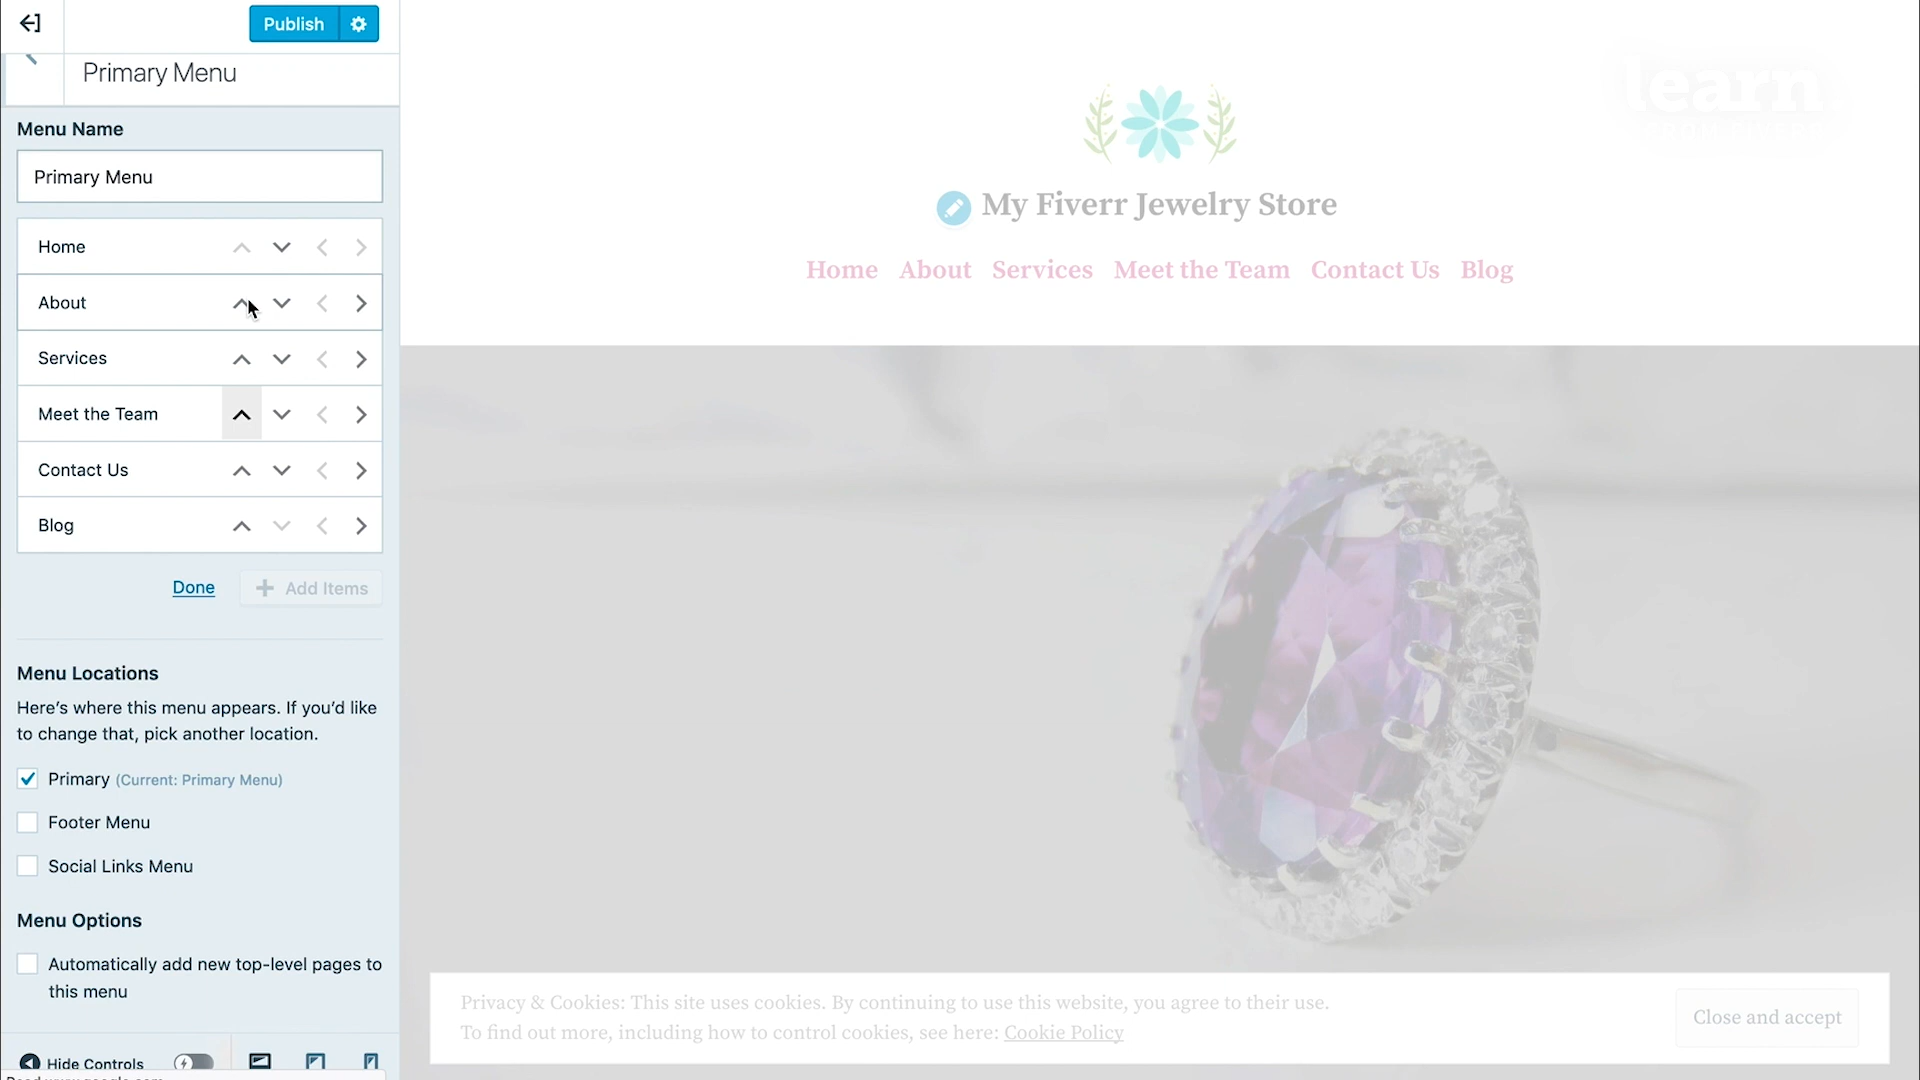 Publish
Primary Menu
Menu Name
Primary Menu
Home
About
Services
Meet the Team
Contact Us
Blog
Done
Add Items
Menu Locations
Here’s where this menu appears. If you’d like
to change that, pick another location.
Primary (Current: Primary Menu)
Footer Menu
Social Links Menu
Menu Options
Automatically add new top-level pages to
this menu
Hide Controls
learn
My Fiverr Jewelry Store
Home About Services Meet the Team Contact Us Blog
Privacy & Cookies: This site uses cookies. By continuing to use this website, you agree to their use.
To find out more, including how to control cookies, see here: Cookie Policy
Close and accept